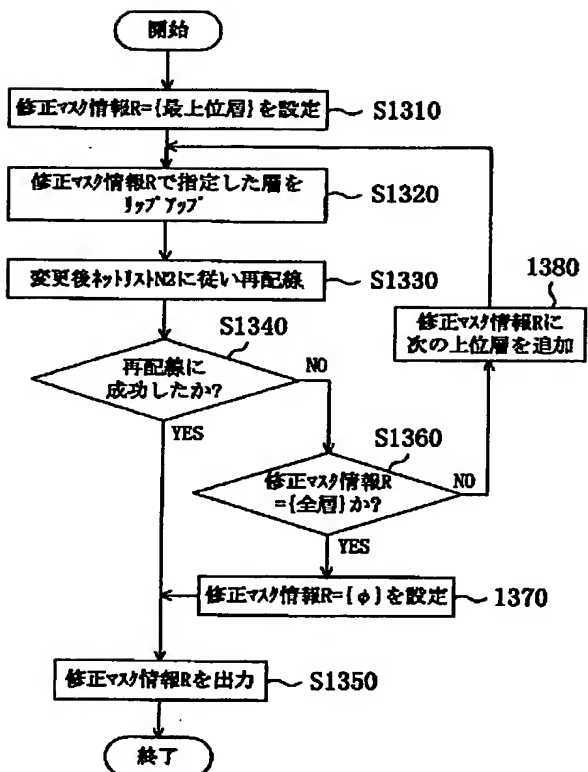 開始
修正マスク情報R={最上位層}を設定
S1310
修正マスク情報Rで指定した層を
リップアップ
S1320
変更後ネットリストN2に従い再配線
S1330
S1340
再配線に
成功したか?
NO
YES
1380
修正マスク情報Rに
次の上位層を追加
S1360
修正マスク情報R
={全層}か?
NO
YES
修正マスク情報R={φ}を設定
1370
修正マスク情報Rを出力
S1350
終了